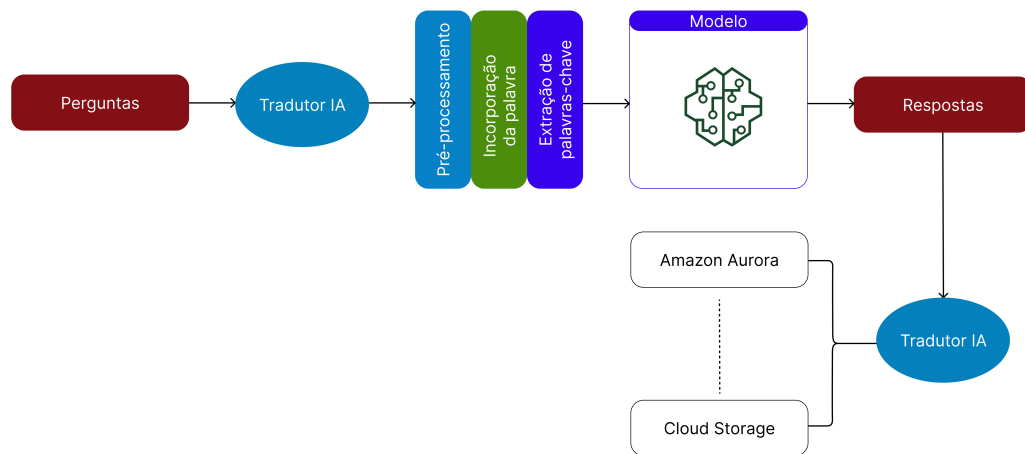 Perguntas
Tradutor IA
Pré-processamento
Incorporação
da palavra
Extração de
palavras-chave
Modelo
Respostas
Amazon Aurora
Tradutor IA
Cloud Storage